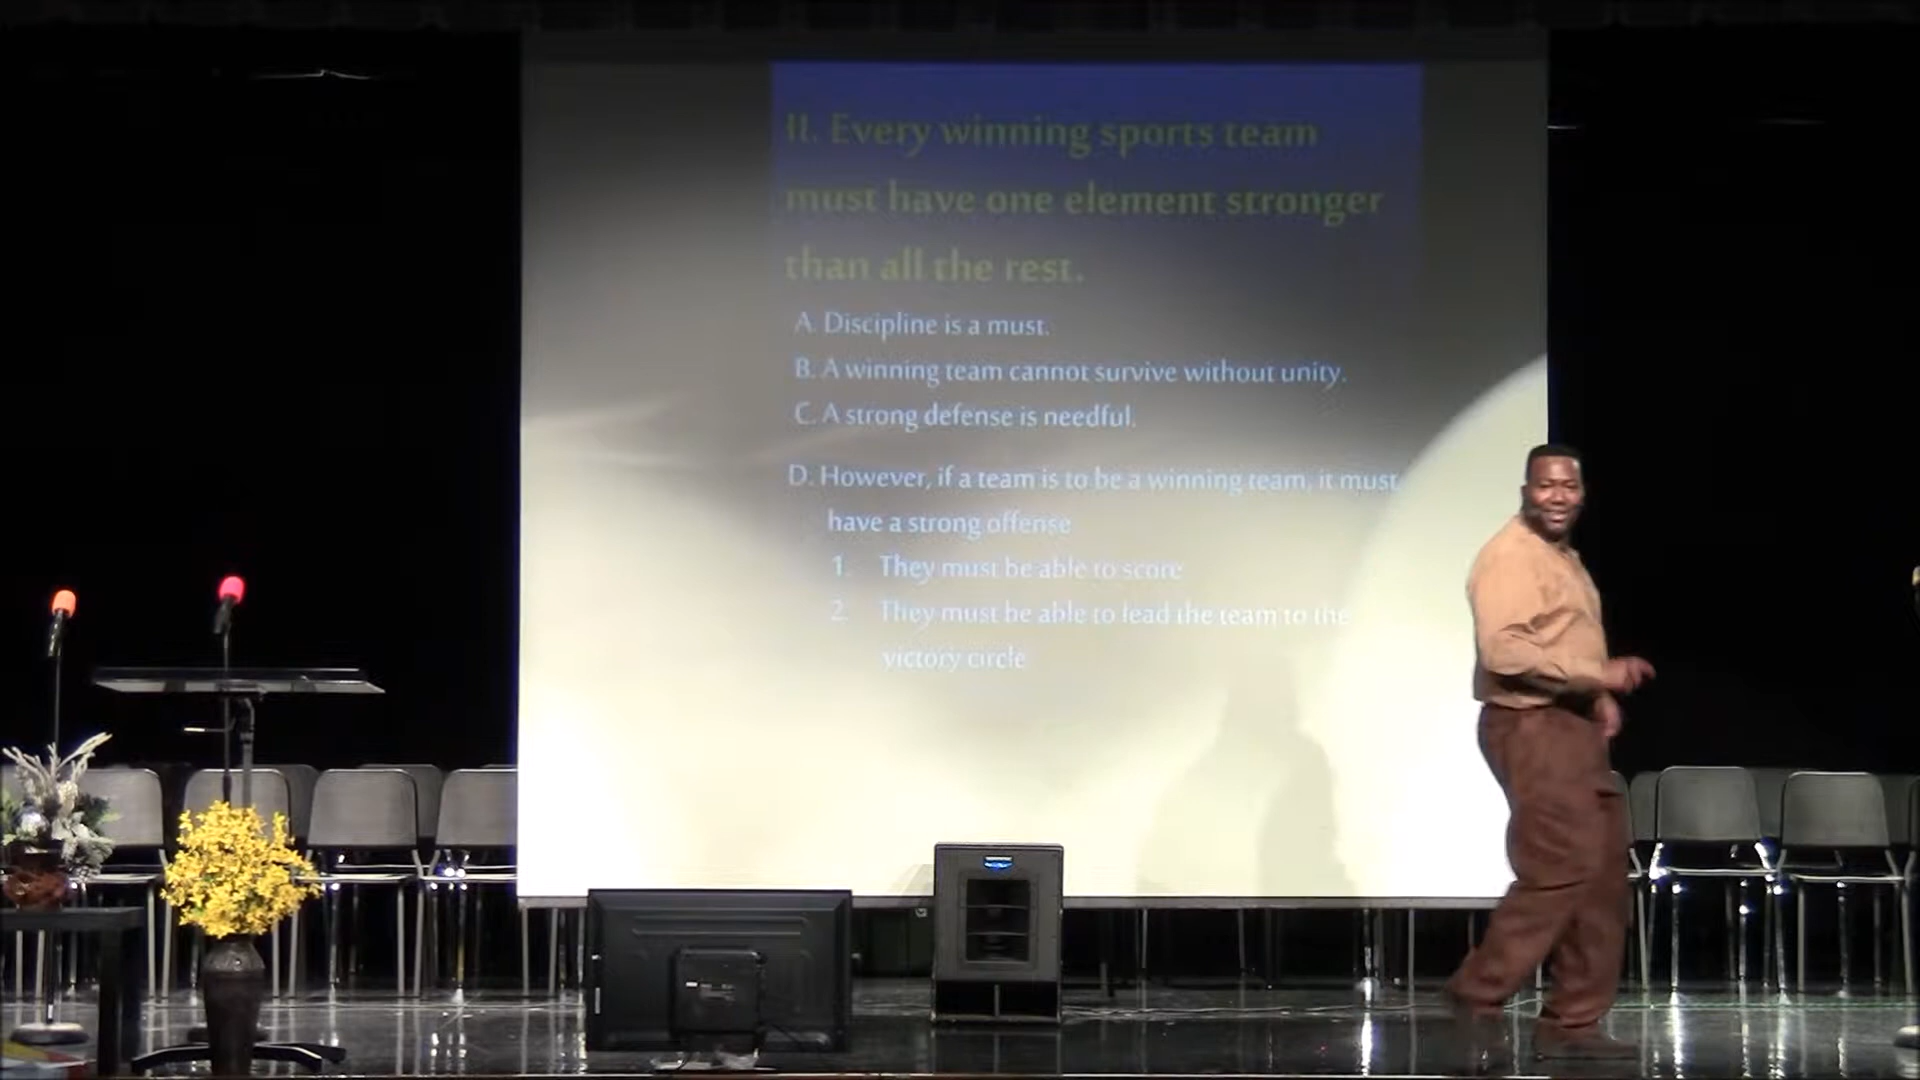 II. Every winning sports team
must have one element stronger
than all the rest.
A. Discipline is a must.
B. A winning team cannot survive without unity.
C. A strong defense is needful.
D. However, if a team is to be a winning team, it must
have a strong offense
1. They must be able to score
2. They must be able to lead the team to the
victory circle